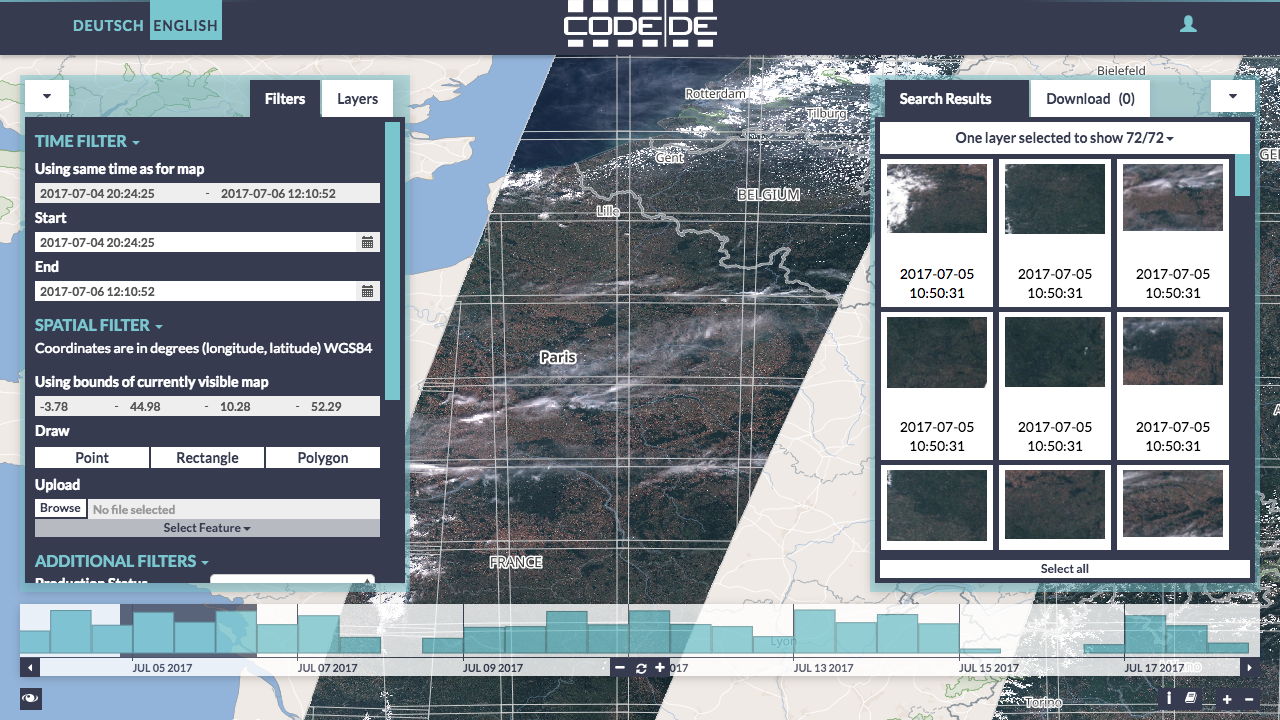 DEUTSCH ENGLISH
CODE DE
Filters
Layers
TIME FILTER
Using same time as for map
2017-07-04 20:24:25 - 2017-07-06 12:10:52
Start
2017-07-04 20:24:25
End
2017-07-06 12:10:52
SPATIAL FILTER
Coordinates are in degrees (longitude, latitude) WGS84
Using bounds of currently visible map
-3.78 - 44.98 - 10.28 - 52.29
Draw
Point Rectangle Polygon
Upload
Browse No file selected
Select Feature
ADDITIONAL FILTERS
Production Status
Bielefeld
Rotterdam
Tilburg
Gent
BELGIUM
Lille
Paris
FRANCE
Search Results
Download (0)
One layer selected to show 72/72
2017-07-05
10:50:31
2017-07-05
10:50:31
2017-07-05
10:50:31
2017-07-05
10:50:31
2017-07-05
10:50:31
2017-07-05
10:50:31
Select all
Lyon
JUL 05 2017
JUL 07 2017
JUL 09 2017
017
JUL 13 2017
JUL 15 2017
JUL 17 2017
Torino